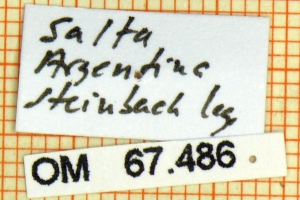 Salta
Argentina
Steinbach leg
OM 67.486